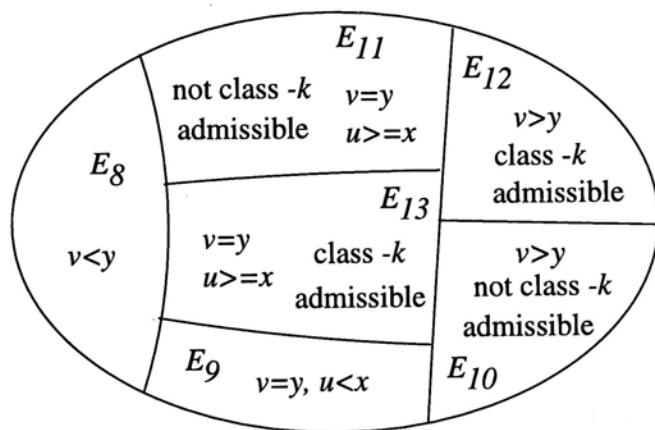 E11
not class -k
admissible
v=y
u>=x
E12
v>y
class -k
admissible
E8
v<y
E13
v=y
u>=x
class -k
admissible
v>y
not class -k
admissible
E10
E9
v=y, u<x